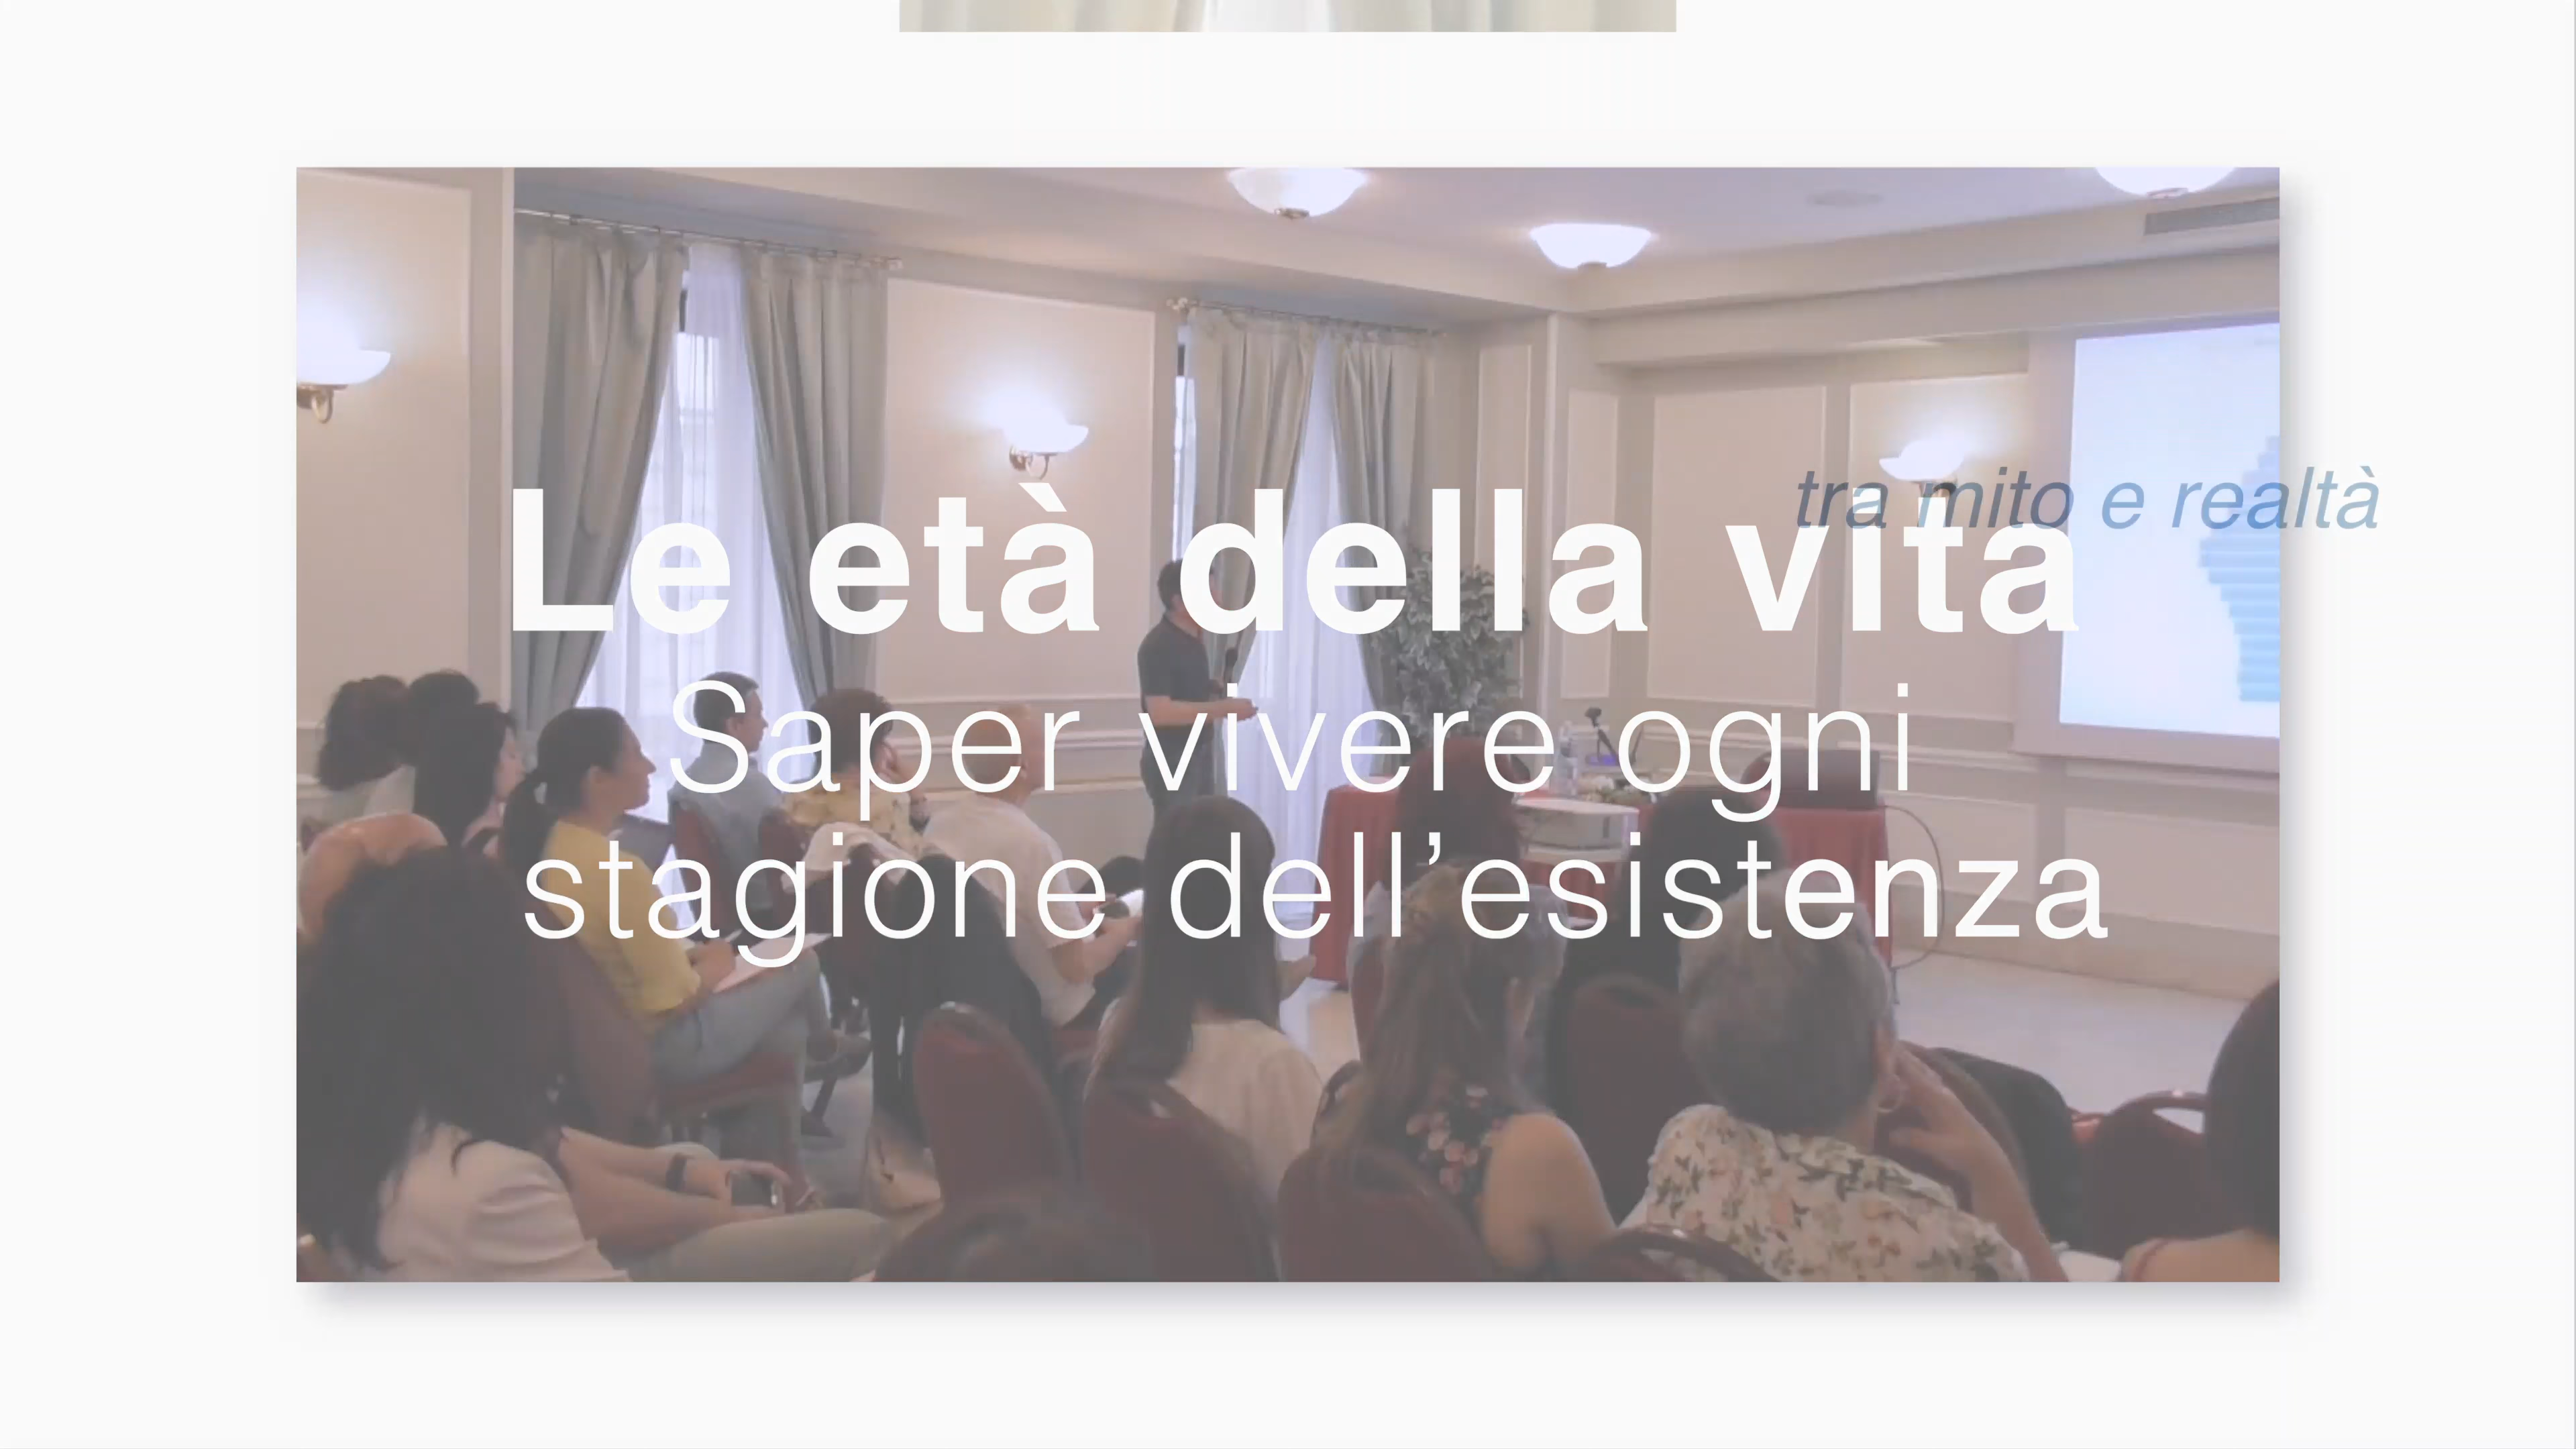 tra mito e realtà
Le età della vita
Saper vivere ogni
stagione dell’esistenza